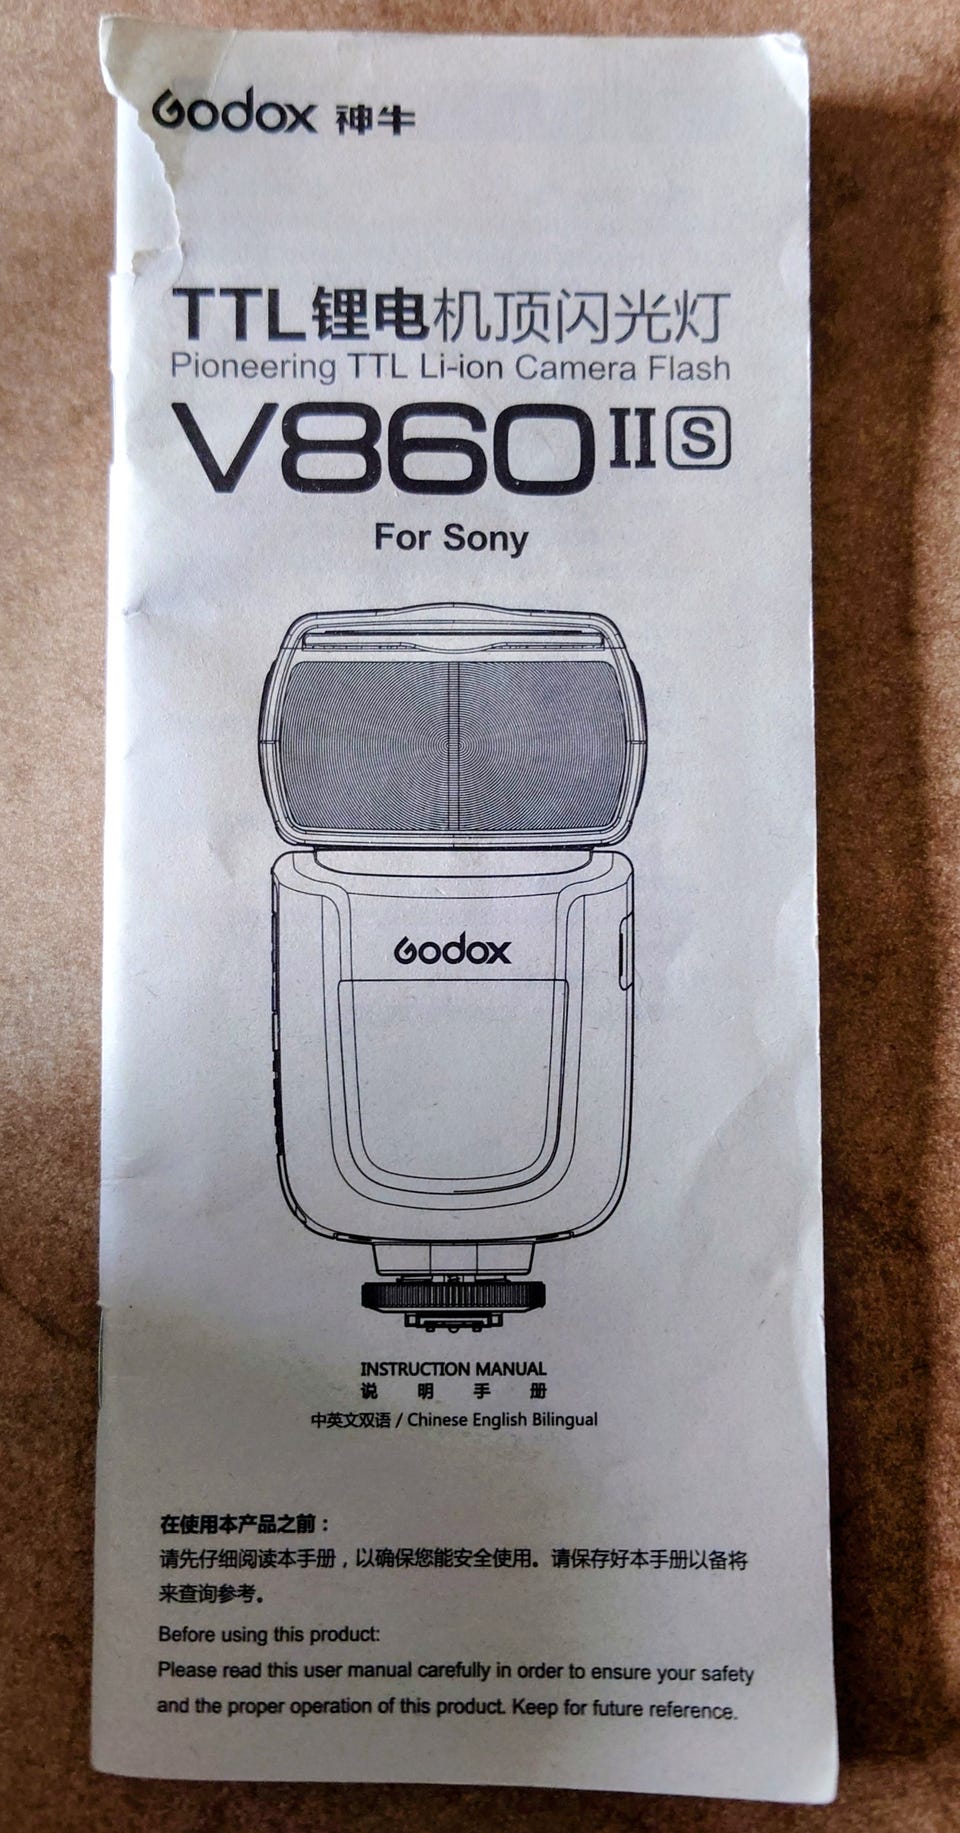 Godox 神牛
TTL锂电机顶闪光灯
Pioneering TTL Li-ion Camera Flash
V860 II S
For Sony
Godox
INSTRUCTION MANUAL
说 明 手 册
中英文双语 / Chinese English Bilingual
在使用本产品之前：
请先仔细阅读本手册，以确保您能安全使用。请保存好本手册以备将
来查询参考。
Before using this product:
Please read this user manual carefully in order to ensure your safety
and the proper operation of this product. Keep for future reference.